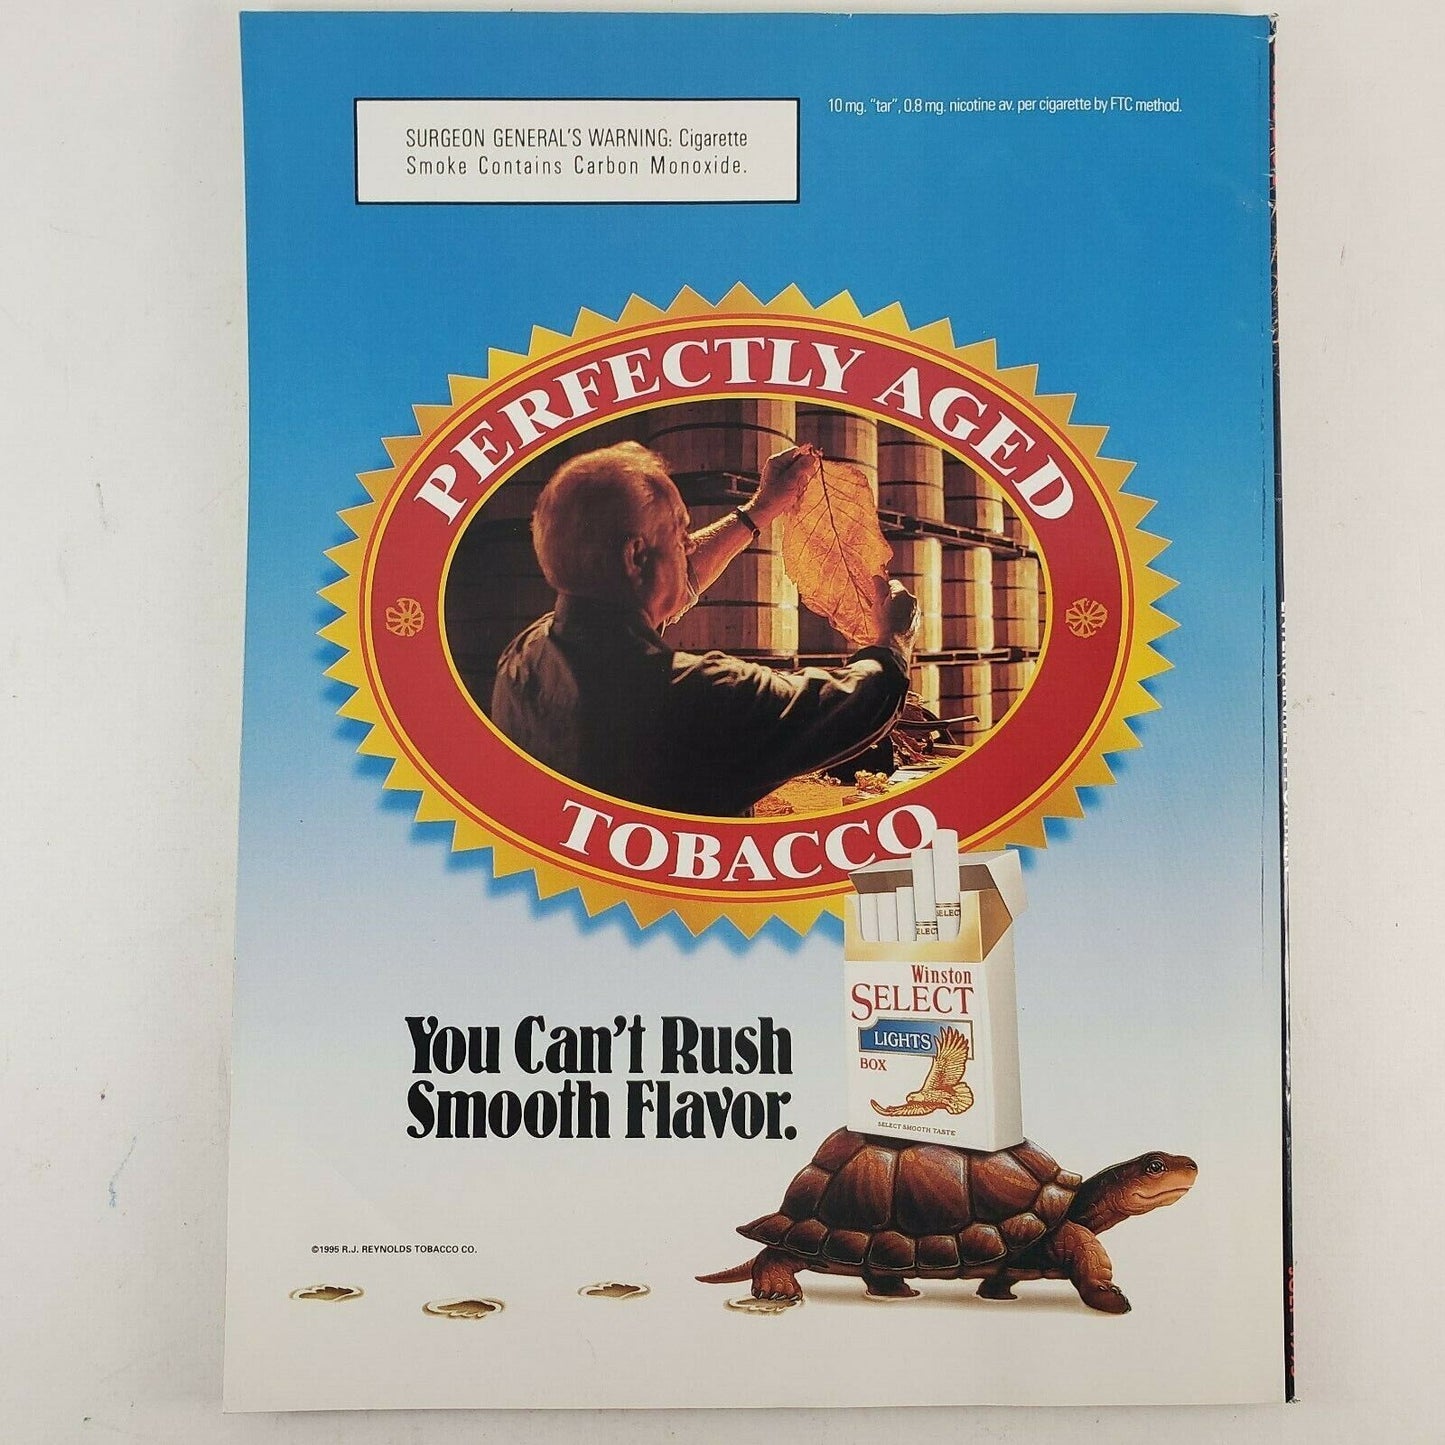 SURGEON GENERAL'S WARNING: Cigarette
Smoke Contains Carbon Monoxide.
10 mg. "tar", 0.8 mg. nicotine av. per cigarette by FTC method.
PERFECTLY AGED
TOBACCO
SELECT
SELECT
Winston
SELECT
LIGHTS
BOX
SELECT SMOOTH TASTE
You Can't Rush
Smooth Flavor.
©1995 R.J. REYNOLDS TOBACCO CO.